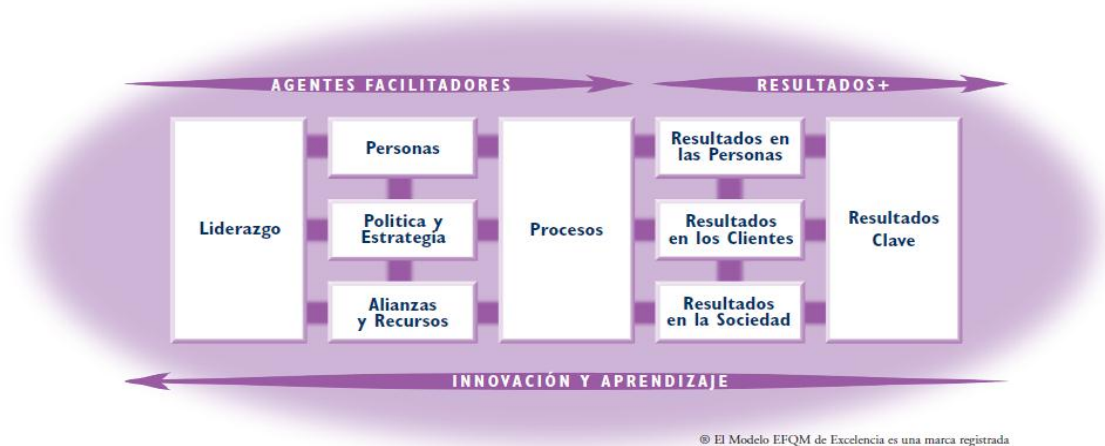 AGENTES FACILITADORES
RESULTADOS+
Liderazgo
Personas
Politica y
Estrategia
Alianzas
y Recursos
Procesos
Resultados en
las Personas
Resultados
en los Clientes
Resultados
en la Sociedad
Resultados
Clave
INNOVACIÓN Y APRENDIZAJE
® El Modelo EFQM de Excelencia es una marca registrada